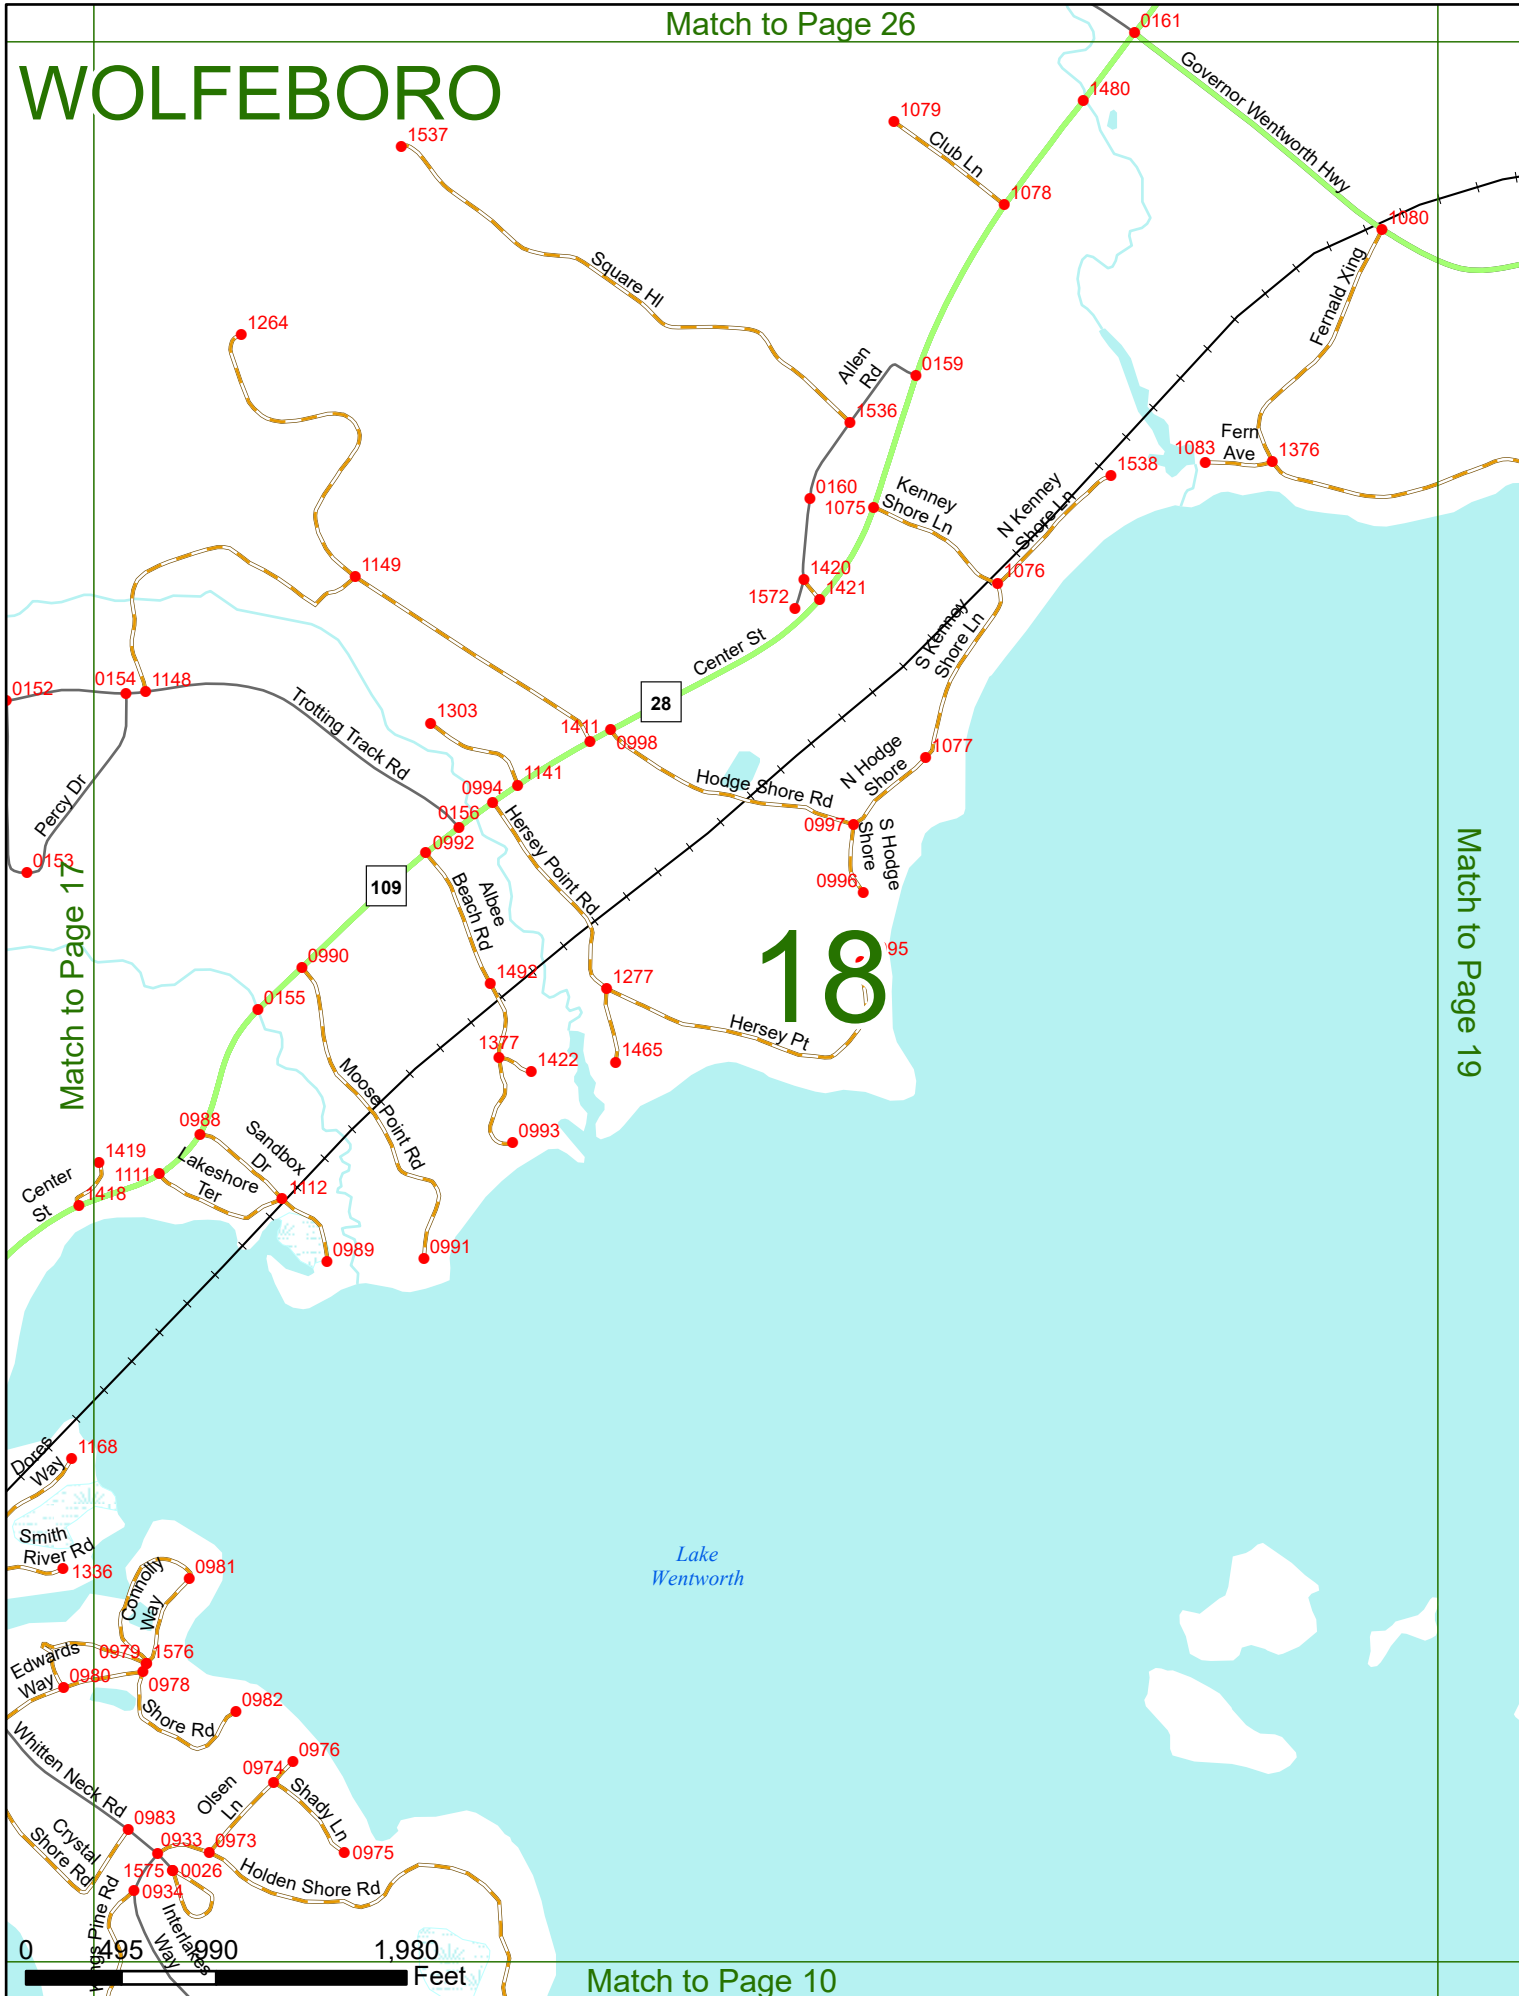 Match to Page 26
0161
WOLFEBORO
Governor Wentworth Hwy
1480
1079
1537
Club Ln
1078
1080
Square Hl
Fernald Xing
1264
Allen
Rd
0159
1536
Fern
Ave
1083
1376
1538
0160
1075
Kenney
Shore Ln
N Kenney
Shore Ln
1149
1076
1420
1572
1421
S Kenney
Shore Ln
Center St
0152
0154
1148
Trotting Track Rd
28
1303
1411
0998
N Hodge
Shore
1077
Percy Dr
0994
1141
Hodge Shore Rd
0156
0997
S Hodge
Shore
0153
0992
Hersey Point Rd
109
Albee
Beach Rd
0996
Match to Page 17
Match to Page 19
18
95
0990
1492
1277
0155
Hersey Pt
1377
1422
1465
Moose Point Rd
0988
0993
Sandbox
Dr
1419
1111
Lakeshore
Ter
Center
St
1418
1112
0989
0991
Dores
Way
1168
Smith
River Rd
1336
Lake
Wentworth
Connolly
Way
0981
0979
1576
Edwards
Way
0980
0978
Shore Rd
0982
Whitten Neck Rd
0976
0974
Olsen
Ln
Shady Ln
0983
Crystal
Shore Rd
0933
0973
0975
1575
0026
Holden Shore Rd
0934
Pine Rd
Interlakes
Way
0
495
990
1,980
Feet
Match to Page 10